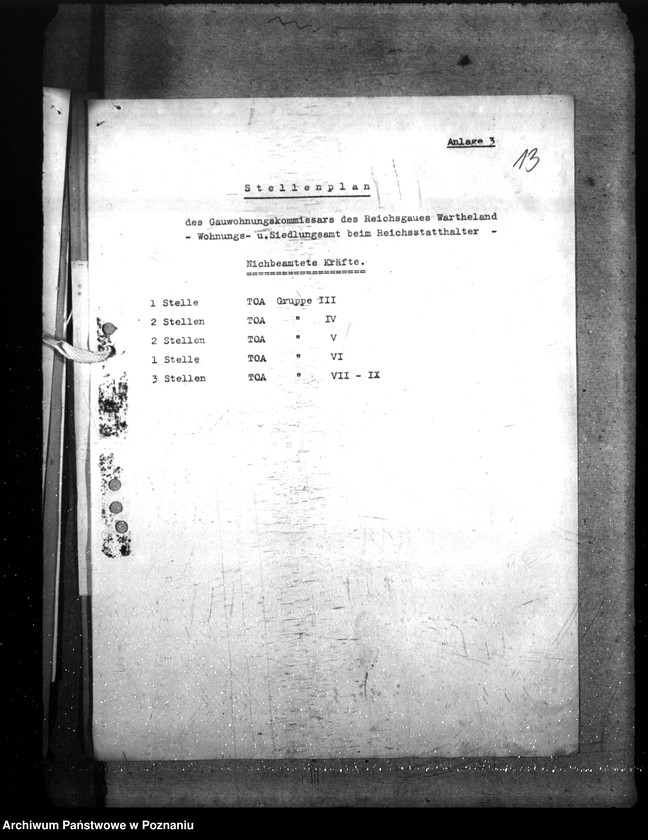 Anlage 3
13
Stellenplan
des Gauwohnungskommissars des Reichsgaues Wartheland
- Wohnungs- u.Siedlungsamt beim Reichsstatthalter -
Nichbeamtete Kräfte.
1 Stelle TOA Gruppe III
2 Stellen TOA " IV
2 Stellen TOA " V
1 Stelle TOA " VI
3 Stellen TOA " VII - IX
Archiwum Państwowe w Poznaniu